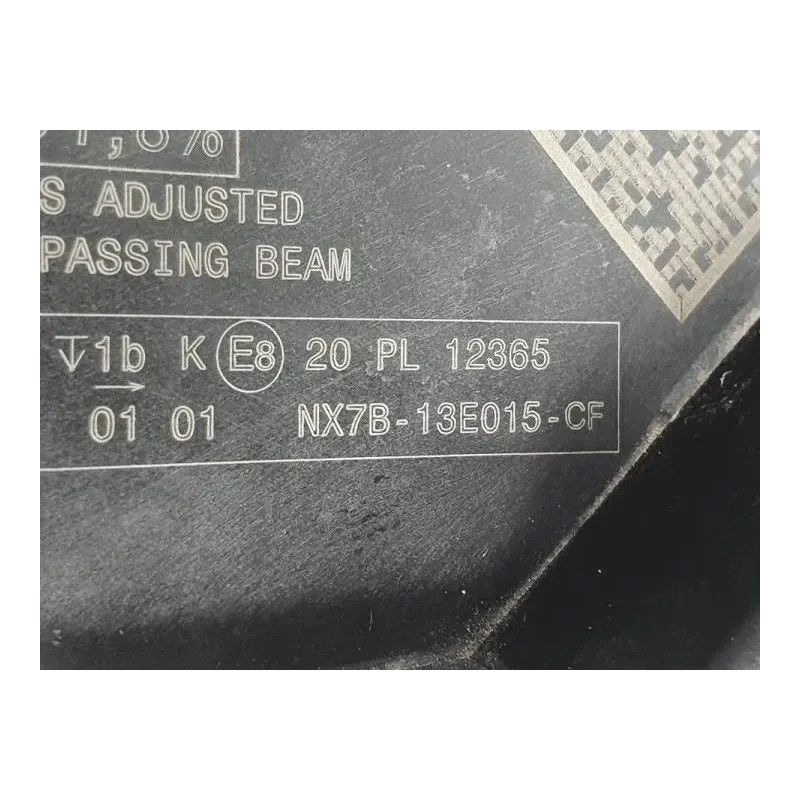 S ADJUSTED
PASSING BEAM
1b K E8 20 PL 12365
01 01 NX7B-13E015-CF